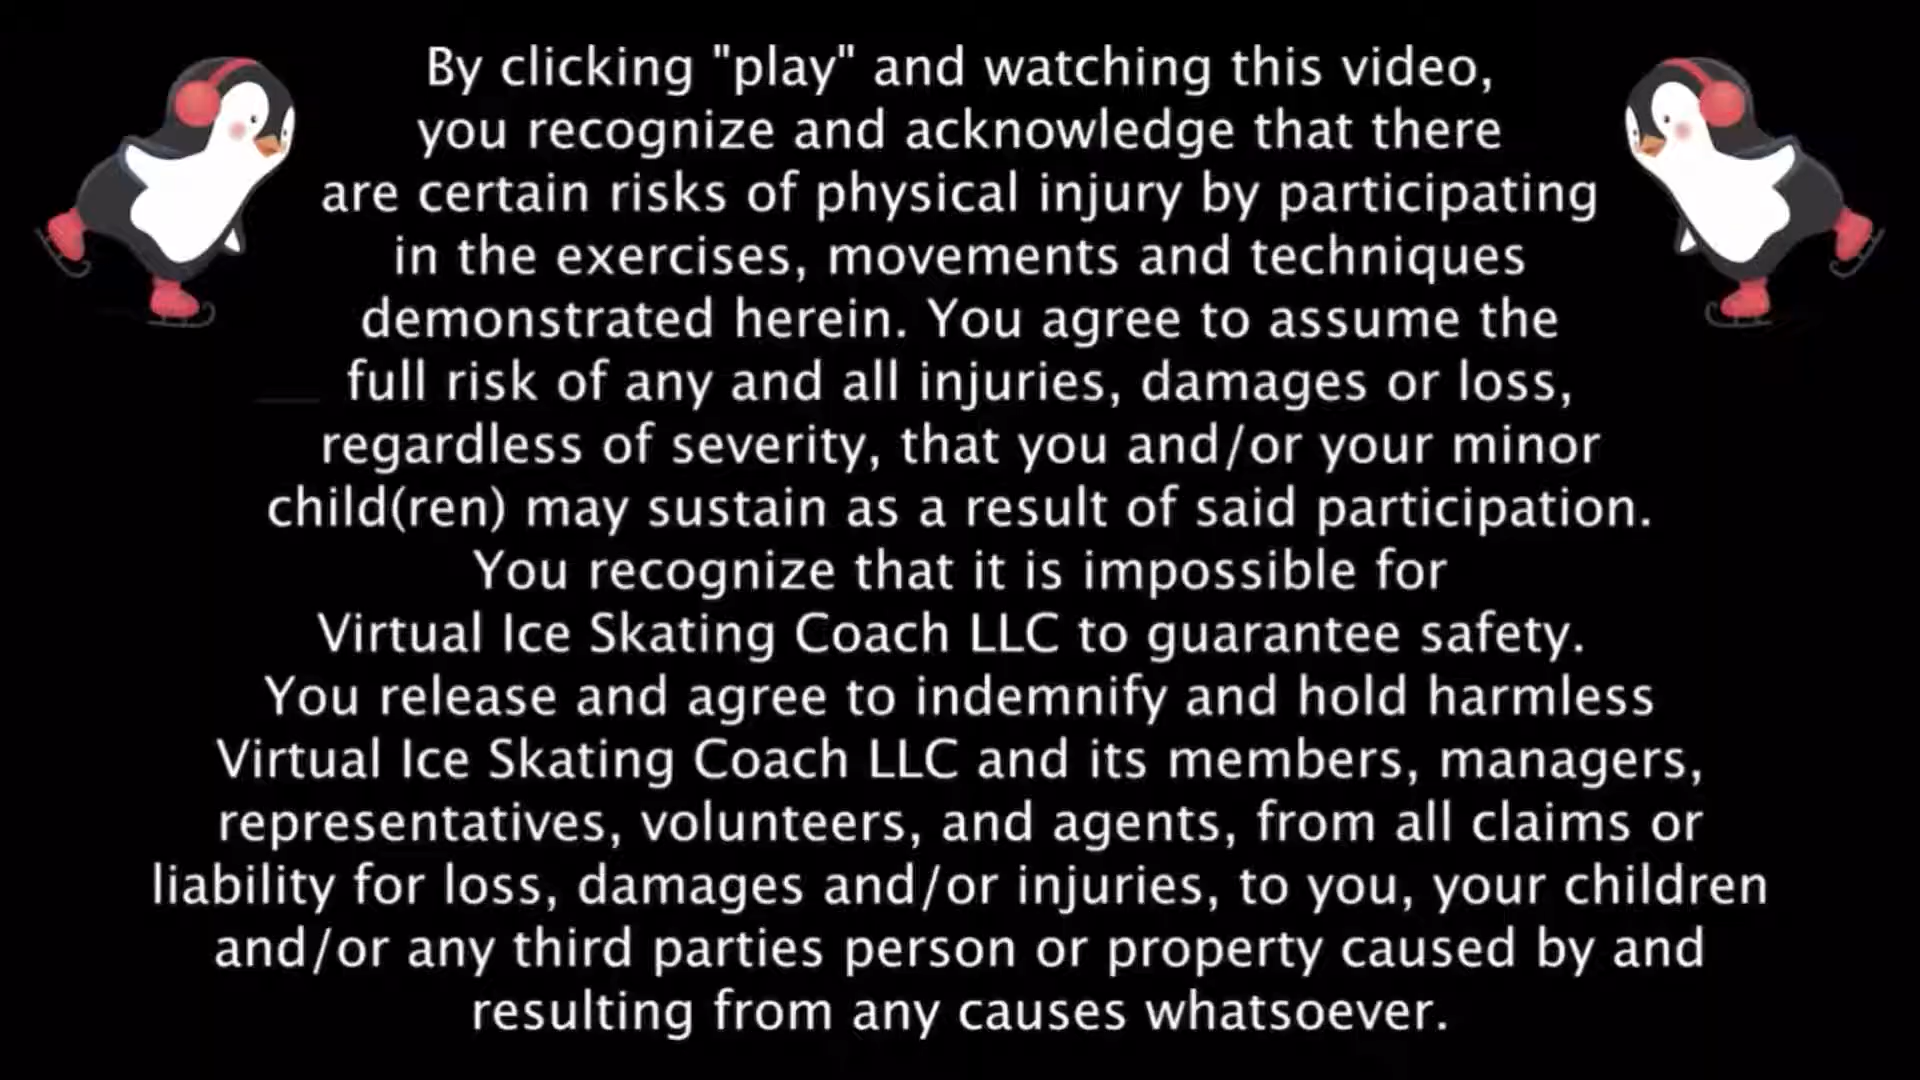 By clicking "play" and watching this video,
you recognize and acknowledge that there
are certain risks of physical injury by participating
in the exercises, movements and techniques
demonstrated herein. You agree to assume the
full risk of any and all injuries, damages or loss,
regardless of severity, that you and/or your minor
child(ren) may sustain as a result of said participation.
You recognize that it is impossible for
Virtual Ice Skating Coach LLC to guarantee safety.
You release and agree to indemnify and hold harmless
Virtual Ice Skating Coach LLC and its members, managers,
representatives, volunteers, and agents, from all claims or
liability for loss, damages and/or injuries, to you, your children
and/or any third parties person or property caused by and
resulting from any causes whatsoever.